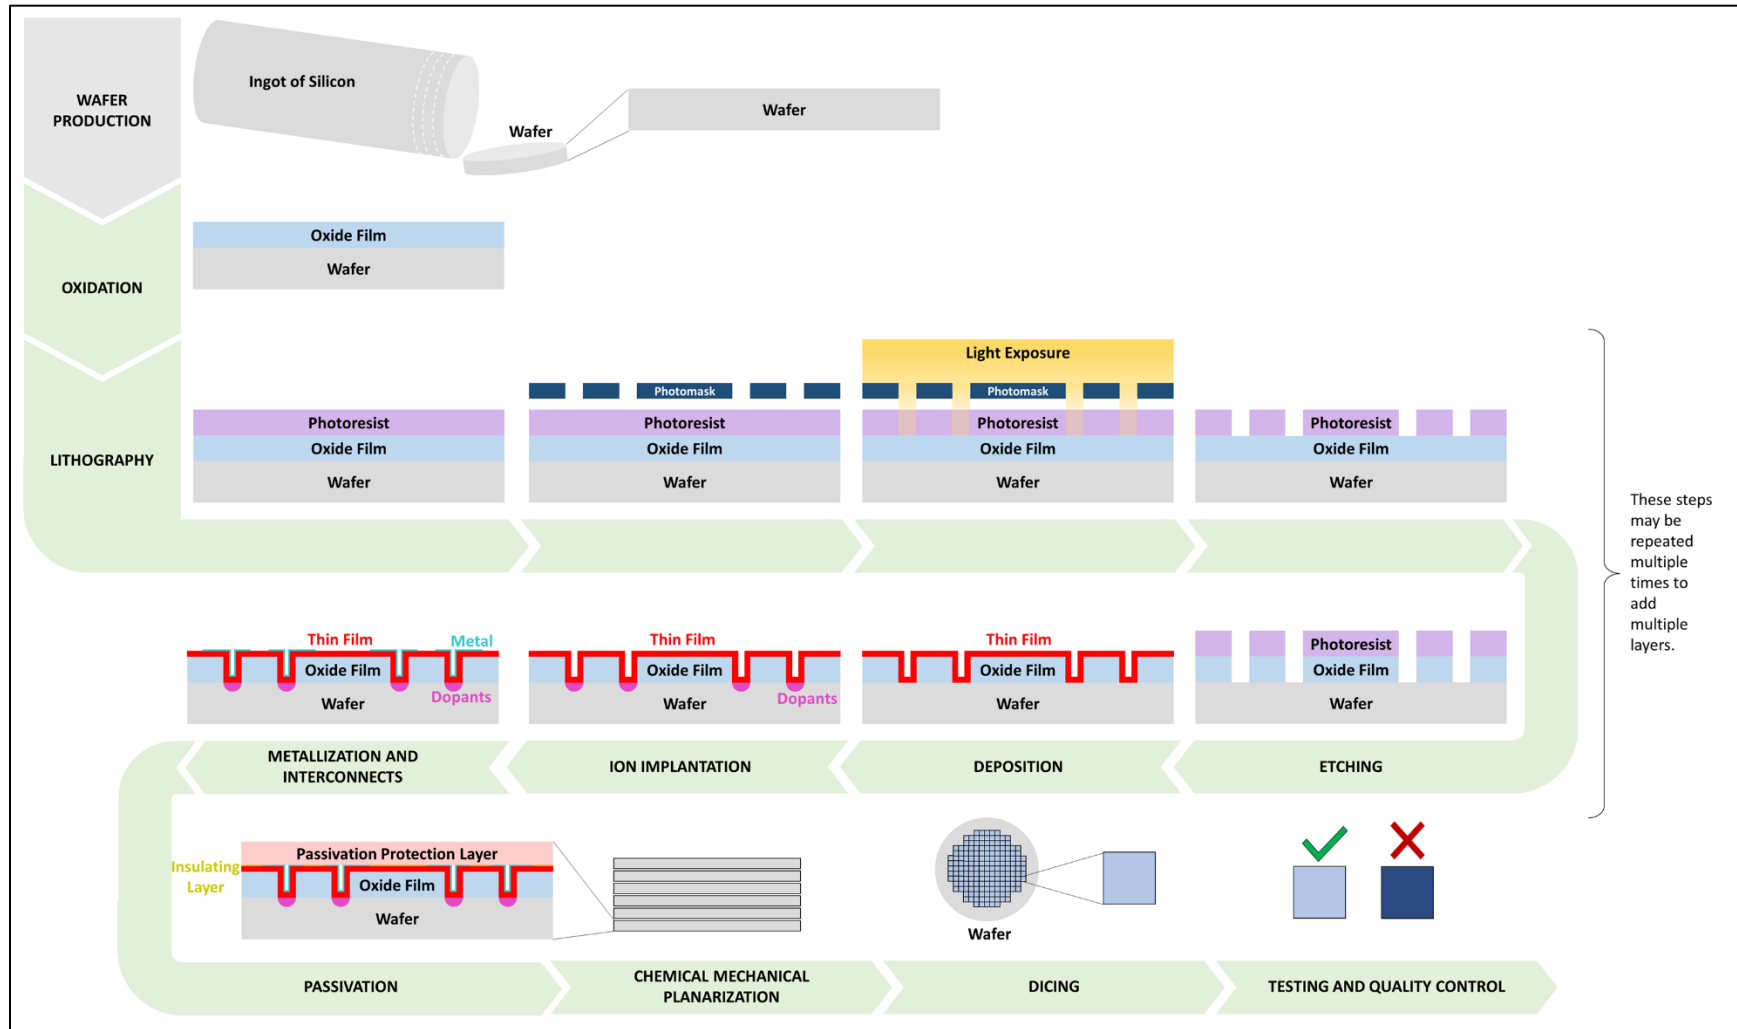 WAFER
PRODUCTION
Ingot of Silicon
Wafer
Wafer
OXIDATION
Oxide Film
Wafer
LITHOGRAPHY
Photoresist
Oxide Film
Wafer
Photomask
Photoresist
Oxide Film
Wafer
Light Exposure
Photomask
Photoresist
Oxide Film
Wafer
Photoresist
Oxide Film
Wafer
These steps
may be
repeated
multiple
times to
add
multiple
layers.
Thin Film
Metal
Oxide Film
Wafer
Dopants
Thin Film
Oxide Film
Wafer
Dopants
Thin Film
Oxide Film
Wafer
Photoresist
Oxide Film
Wafer
METALLIZATION AND
INTERCONNECTS
ION IMPLANTATION
DEPOSITION
ETCHING
Passivation Protection Layer
Insulating
Layer
Oxide Film
Wafer
Wafer
PASSIVATION
CHEMICAL MECHANICAL
PLANARIZATION
DICING
TESTING AND QUALITY CONTROL